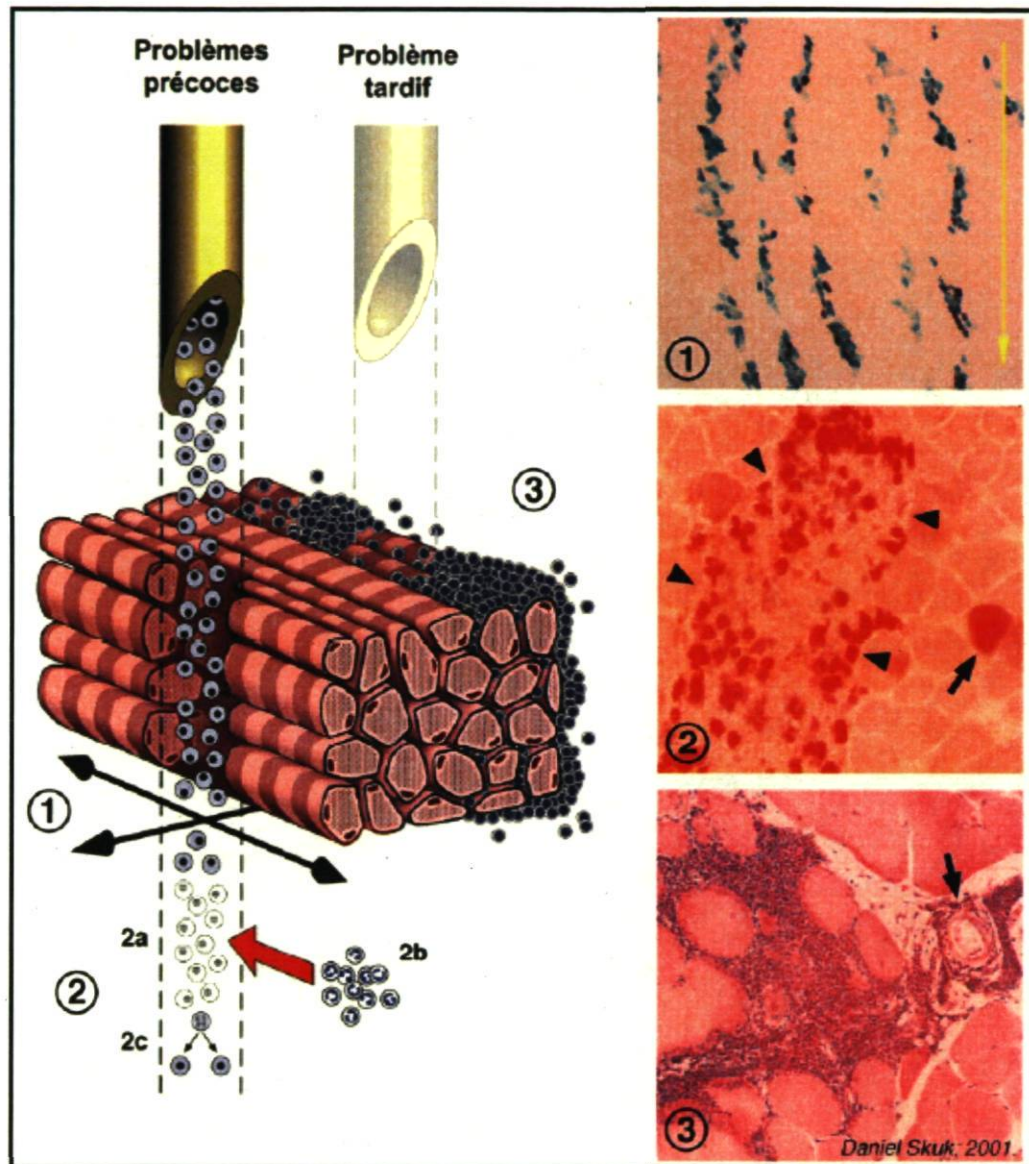 Problèmes
précoces
Problème
tardif
3
1
2a
2b
2
2c
1
2
3
Daniel Skuk, 2001.